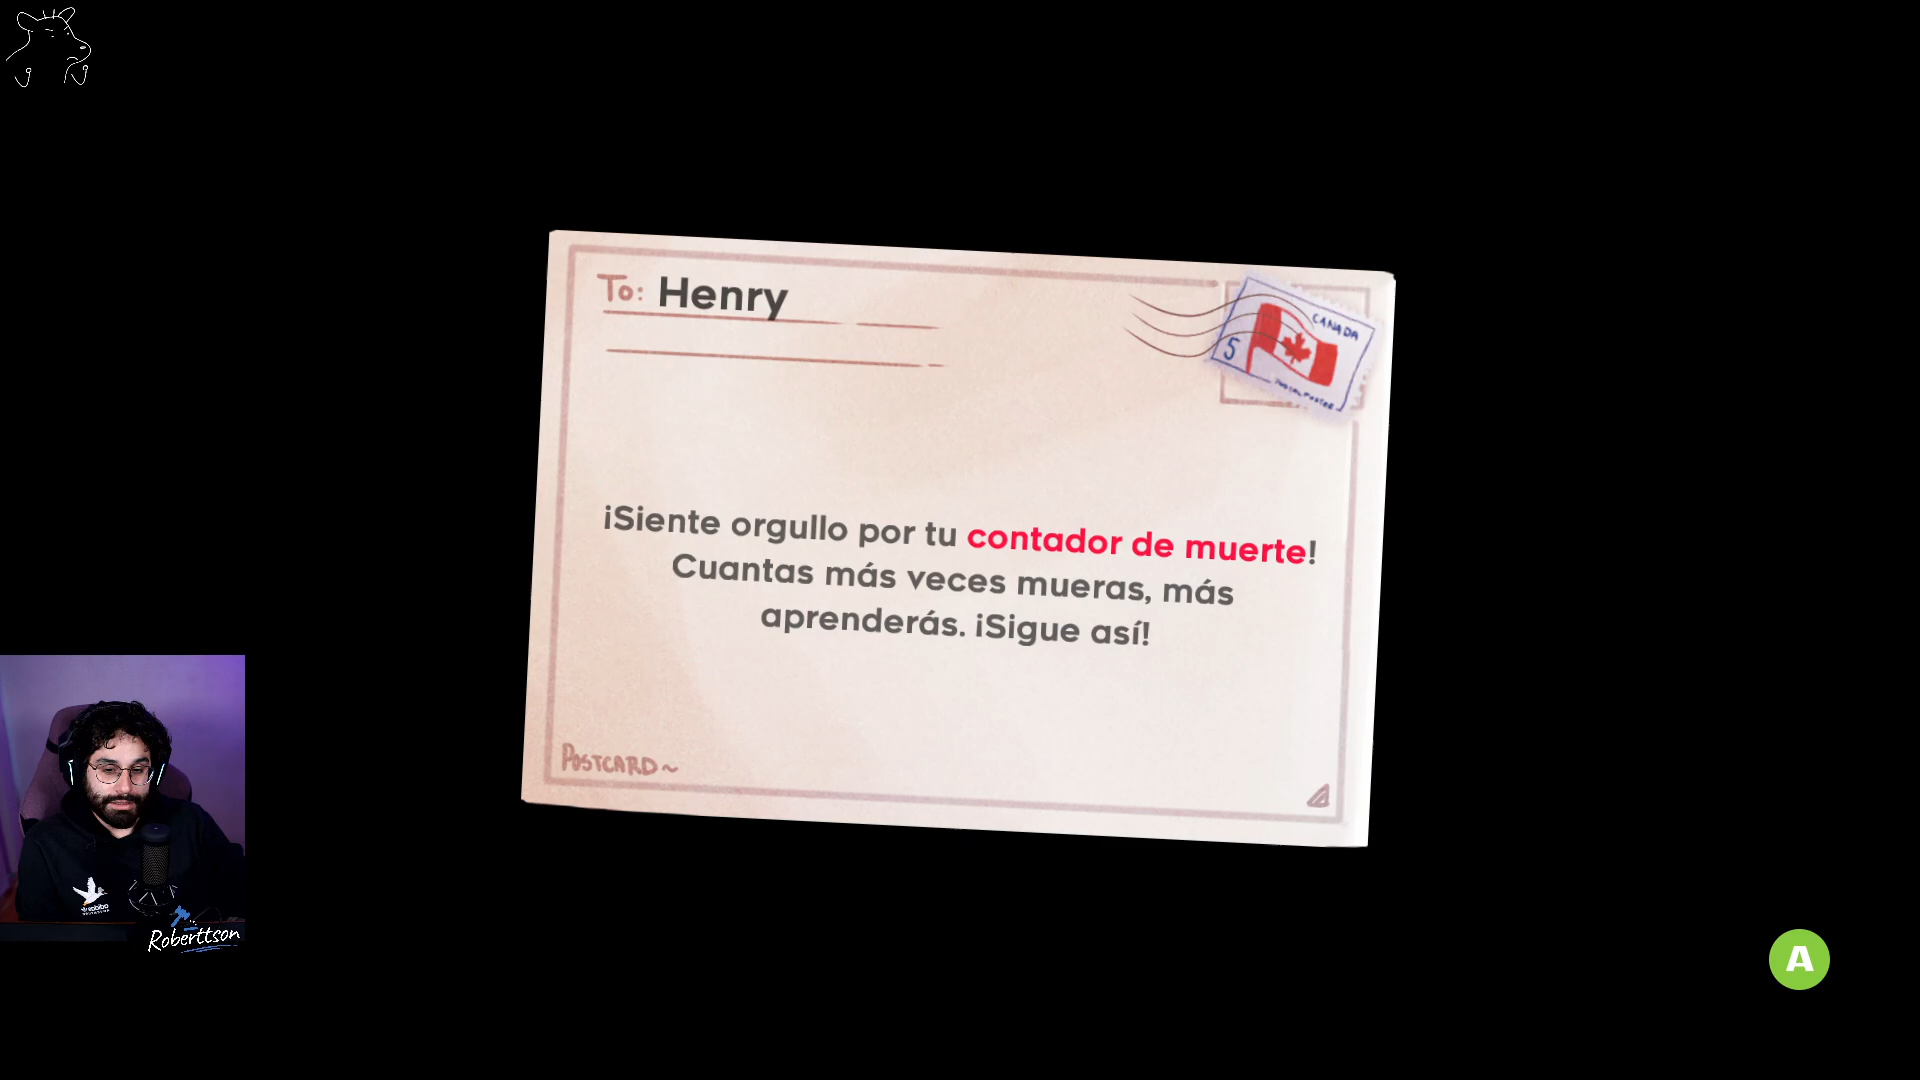 To: Henry
CANADA
5
¡Siente orgullo por tu contador de muerte!
Cuantas más veces mueras, más
aprenderás. ¡Sigue así!
POSTCARD~
Roberttson
A